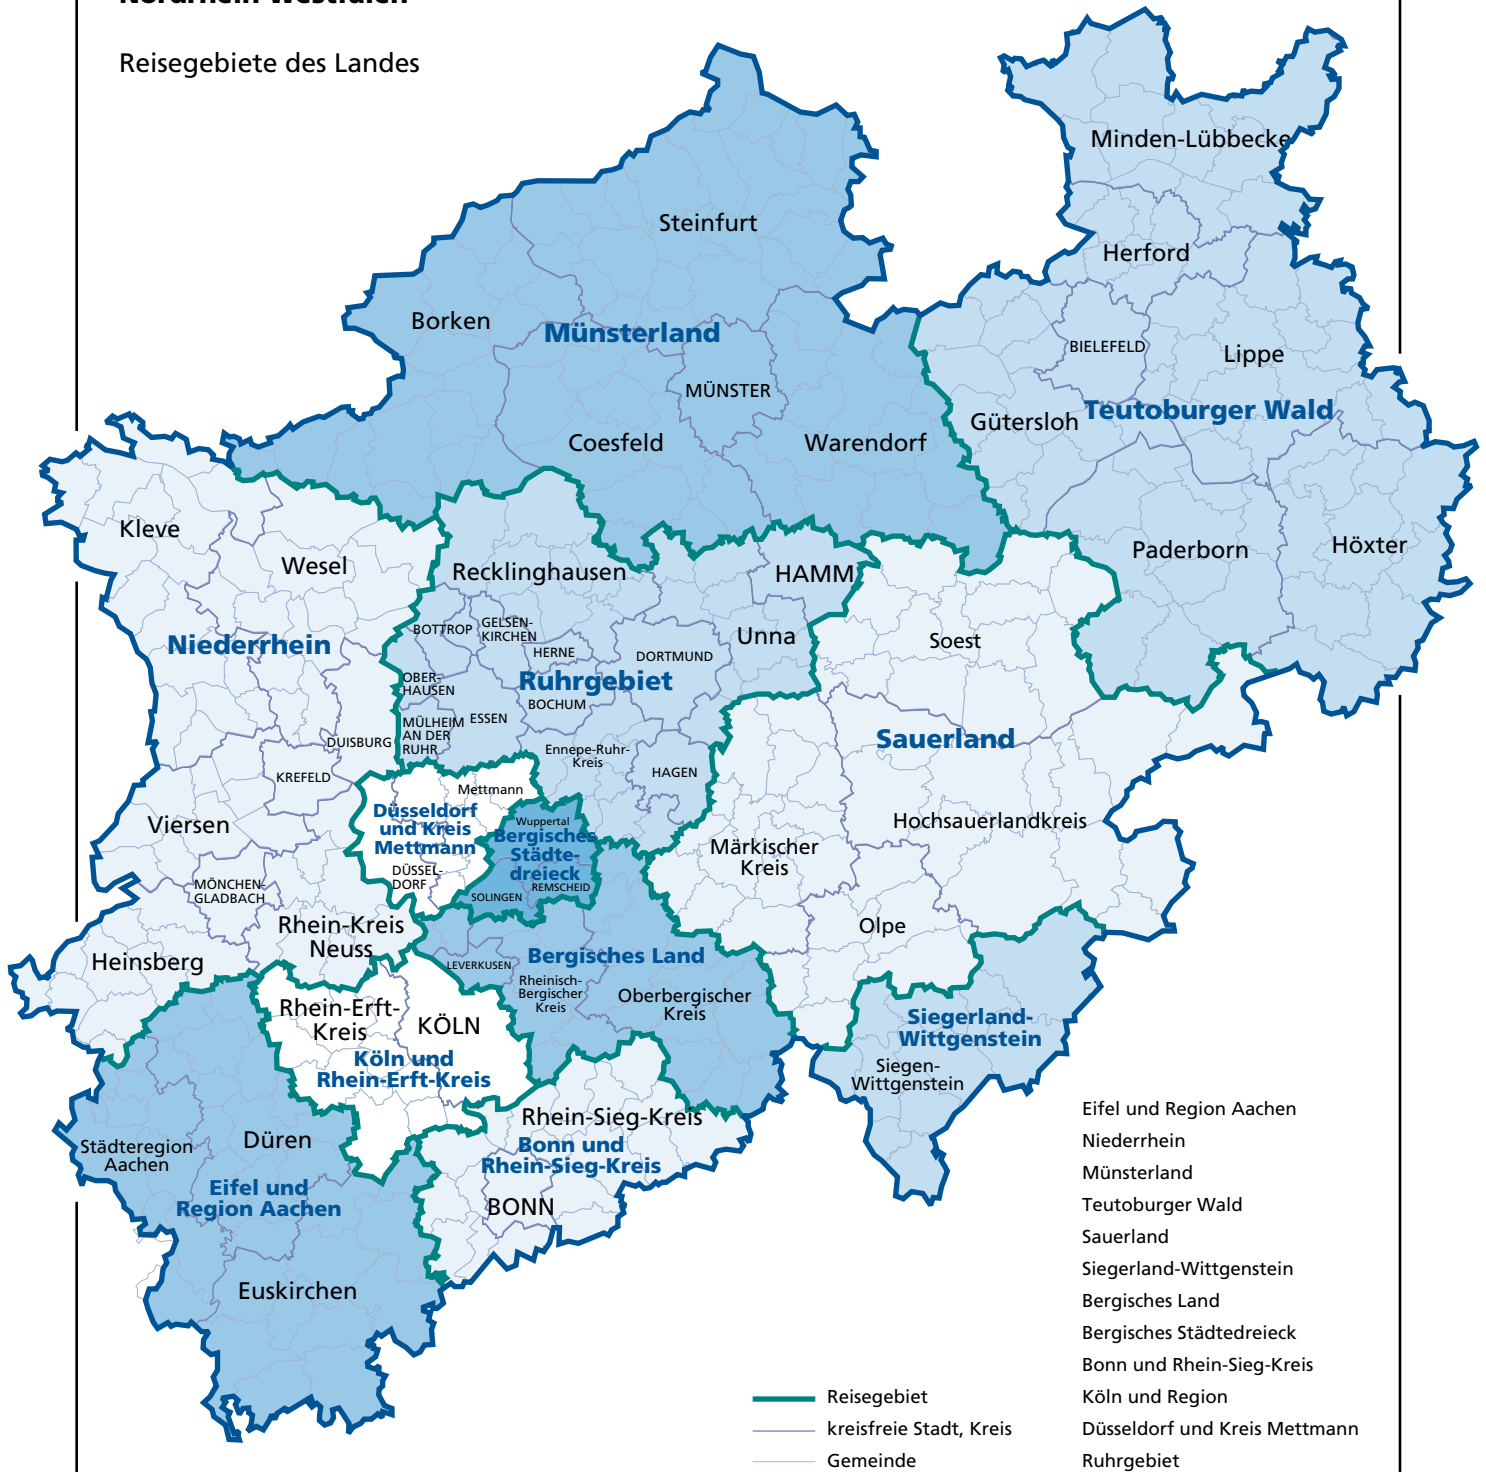 Nordrhein-Westfalen
Reisegebiete des Landes
Minden-Lübbecke
Steinfurt
Herford
Borken
Münsterland
BIELEFELD
Lippe
MÜNSTER
Teutoburger Wald
Gütersloh
Coesfeld
Warendorf
Kleve
Wesel
Recklinghausen
HAMM
Paderborn
Höxter
Niederrhein
BOTTROP
GELSEN-
KIRCHEN
HERNE
DORTMUND
Unna
Soest
OBER-
HAUSEN
Ruhrgebiet
BOCHUM
MÜLHEIM
AN DER
RUHR
ESSEN
DUISBURG
Ennepe-Ruhr-
Kreis
HAGEN
Sauerland
KREFELD
Mettmann
Viersen
Düsseldorf
und Kreis
Mettmann
Wuppertal
Bergisches
Städte-
dreieck
Hochsauerlandkreis
Märkischer
Kreis
DÜSSEL-
DORF
SOLINGEN
REMSCHEID
MÖNCHEN-
GLADBACH
Rhein-Kreis
Neuss
Olpe
Heinsberg
LEVERKUSEN
Bergisches Land
Rheinisch-
Bergischer
Kreis
Oberbergischer
Kreis
Rhein-Erft-
Kreis
KÖLN
Siegerland-
Wittgenstein
Köln und
Rhein-Erft-Kreis
Siegen-
Wittgenstein
Rhein-Sieg-Kreis
Städteregion
Aachen
Düren
Bonn und
Rhein-Sieg-Kreis
Eifel und
Region Aachen
BONN
Euskirchen
Reisegebiet
kreisfreie Stadt, Kreis
Gemeinde
Eifel und Region Aachen
Niederrhein
Münsterland
Teutoburger Wald
Sauerland
Siegerland-Wittgenstein
Bergisches Land
Bergisches Städtedreieck
Bonn und Rhein-Sieg-Kreis
Köln und Region
Düsseldorf und Kreis Mettmann
Ruhrgebiet